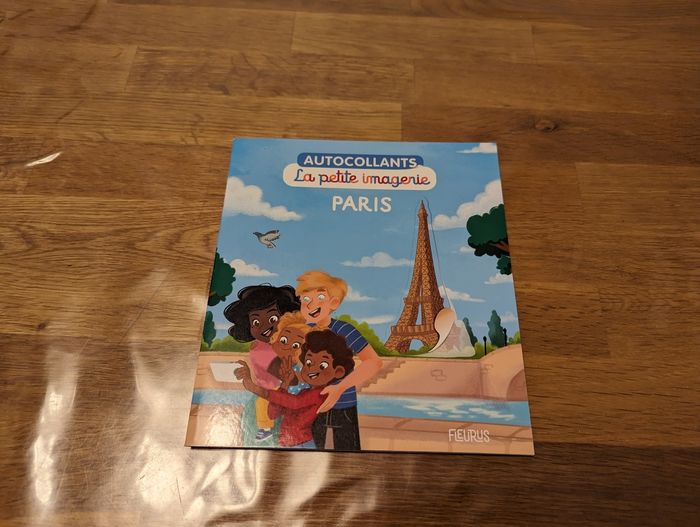 AUTOCOLLANTS
La petite imagerie
PARIS
FLEURUS